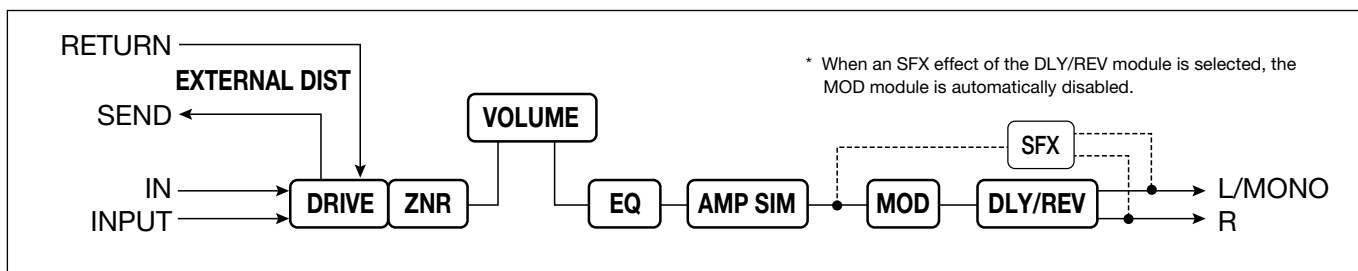 RETURN
EXTERNAL DIST
SEND
* When an SFX effect of the DLY/REV module is selected, the
MOD module is automatically disabled.
VOLUME
SFX
IN
INPUT
DRIVE ZNR
EQ
AMP SIM
MOD
DLY/REV
L/MONO
R